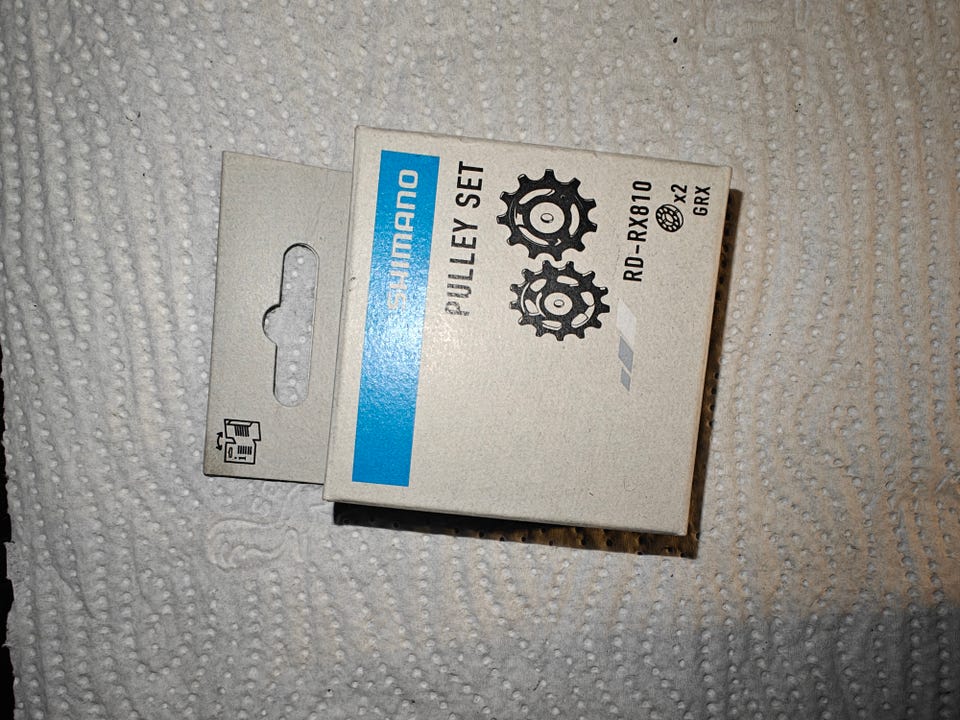 SHIMANO
PULLEY SET
RD-RX810
x2
GRX